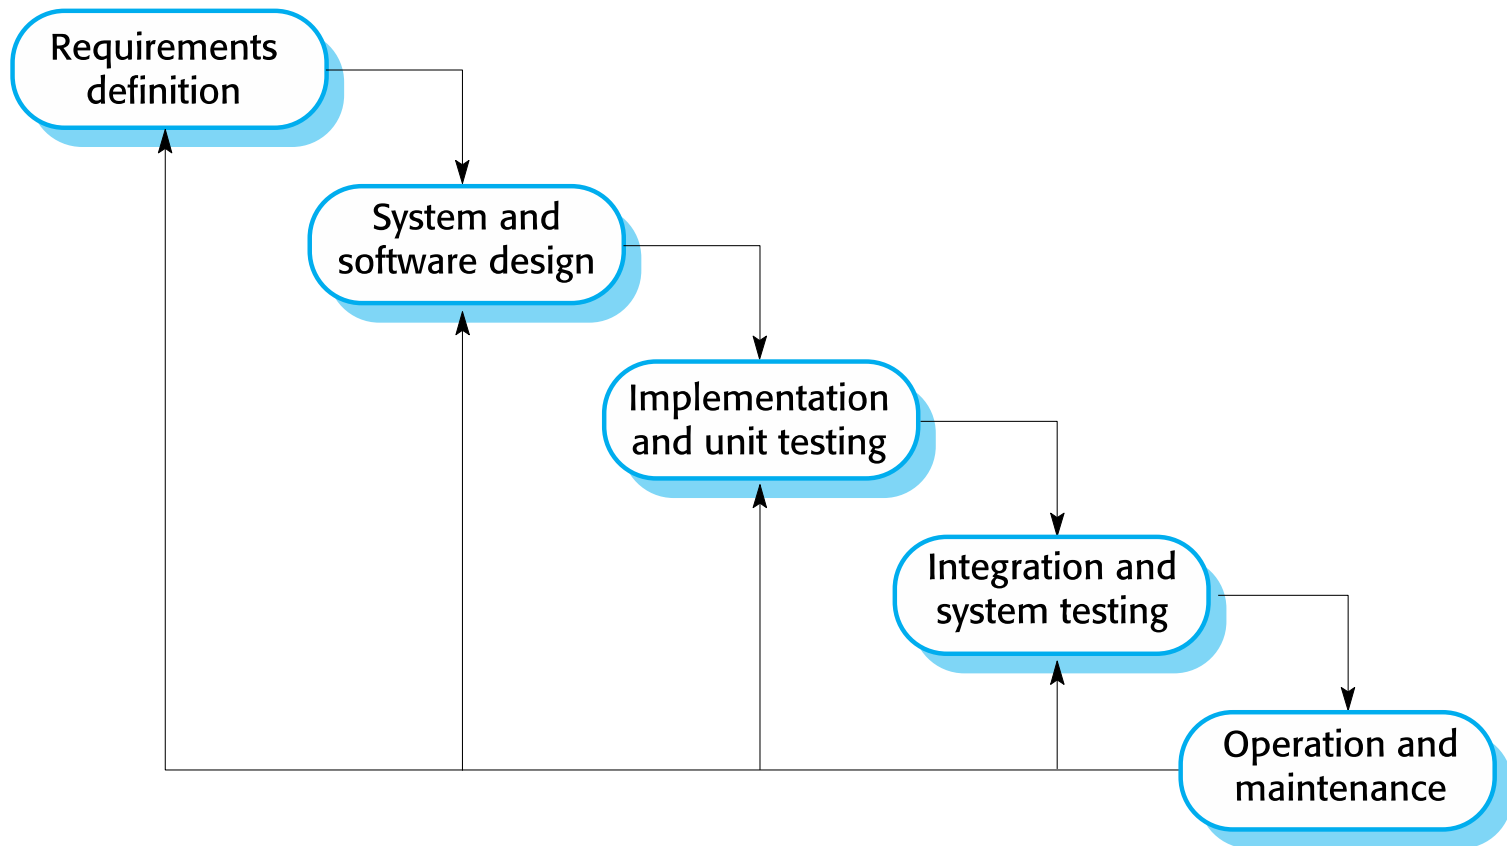 Requirements
definition
System and
software design
Implementation
and unit testing
Integration and
system testing
Operation and
maintenance